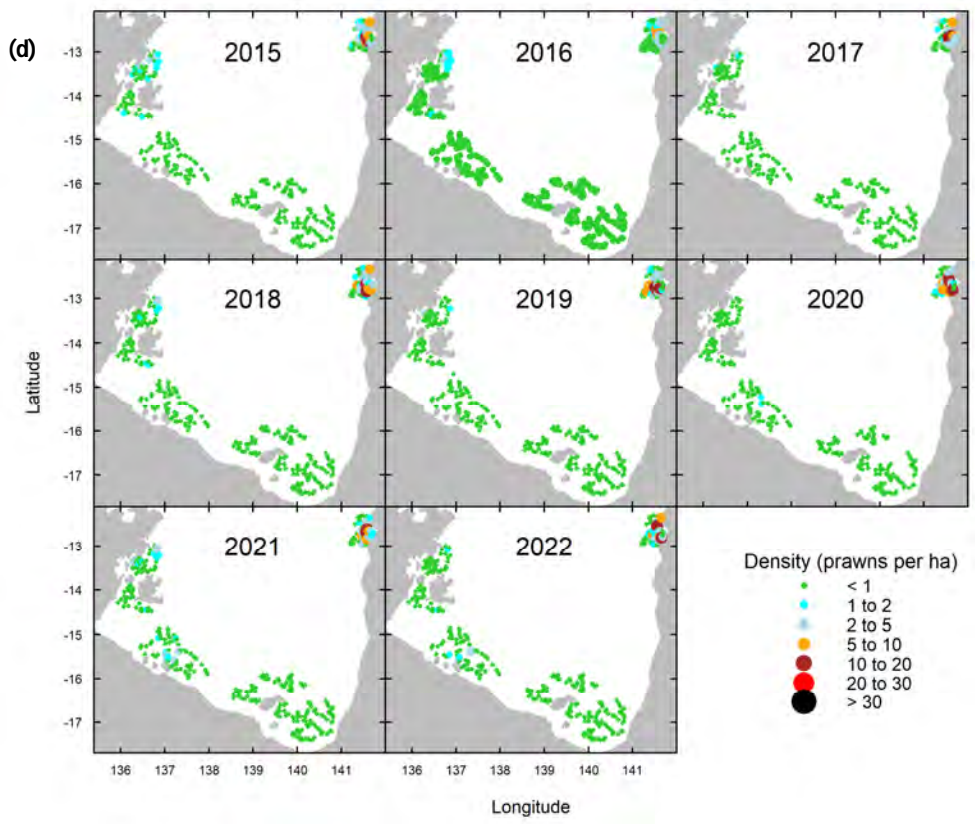 (d)
-13
-14
-15
-16
-17
2015
2016
2017
-13
-14
-15
-16
-17
2018
2019
2020
Latitude
-13
-14
-15
-16
-17
2021
2022
Density (prawns per ha)
< 1
1 to 2
2 to 5
5 to 10
10 to 20
20 to 30
> 30
136 137 138 139 140 141
136 137 138 139 140 141
Longitude